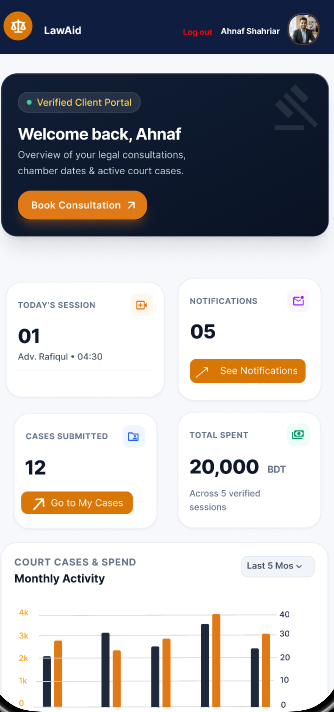 LawAid
Log out
Ahnaf Shahriar
Verified Client Portal
Welcome back, Ahnaf
Overview of your legal consultations,
chamber dates & active court cases.
Book Consultation
TODAY'S SESSION
01
Adv. Rafiqul • 04:30
NOTIFICATIONS
05
See Notifications
CASES SUBMITTED
12
Go to My Cases
TOTAL SPENT
20,000 BDT
Across 5 verified
sessions
COURT CASES & SPEND
Monthly Activity
Last 5 Mos
4k
3k
2k
1k
0
40
30
20
10
0